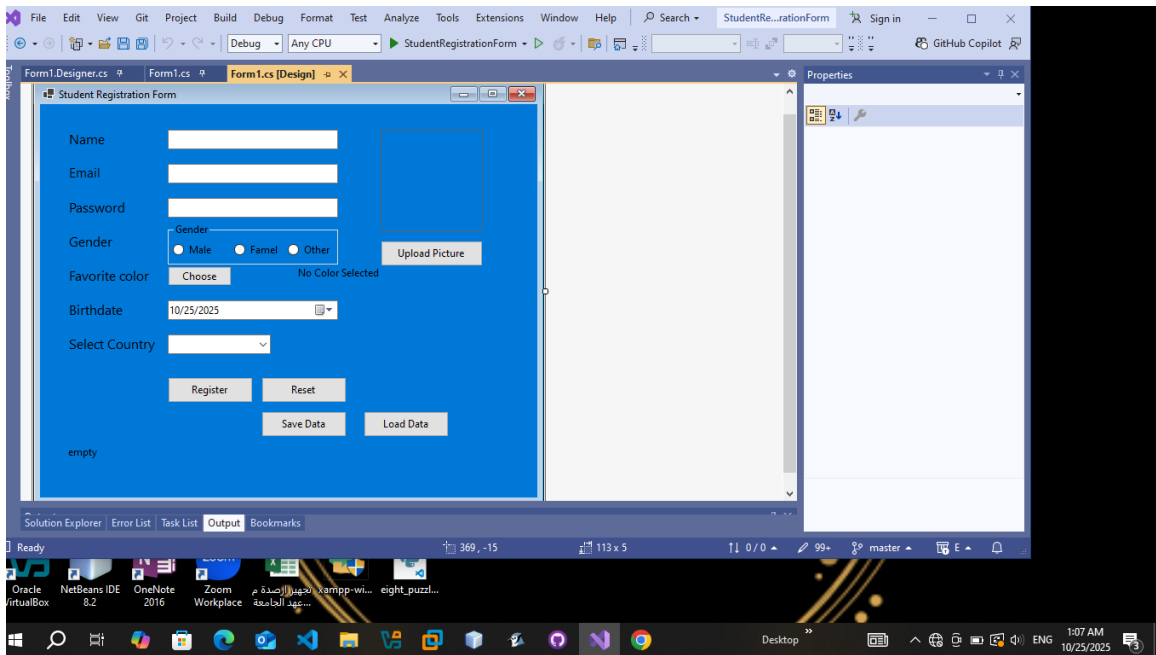 File Edit View Git Project Build Debug Format Test Analyze Tools Extensions Window Help Search StudentRe...rationForm Sign in
Debug Any CPU StudentRegistrationForm GitHub Copilot
Toolbox
Form1.Designer.cs Form1.cs Form1.cs [Design] Properties
Student Registration Form
Name
Email
Password
Gender
Gender Male Famel Other
Upload Picture
Favorite color Choose No Color Selected
Birthdate 10/25/2025
Select Country
Register Reset
Save Data Load Data
empty
Solution Explorer Error List Task List Output Bookmarks
Ready 369 , -15 113 x 5 0 / 0 99+ master E
Oracle VirtualBox
NetBeans IDE 8.2
OneNote 2016
Zoom Workplace
تجهيز ارصدة م
عهد الجامعة...
xampp-wi...
eight_puzzl...
Desktop ENG 1:07 AM
10/25/2025
3